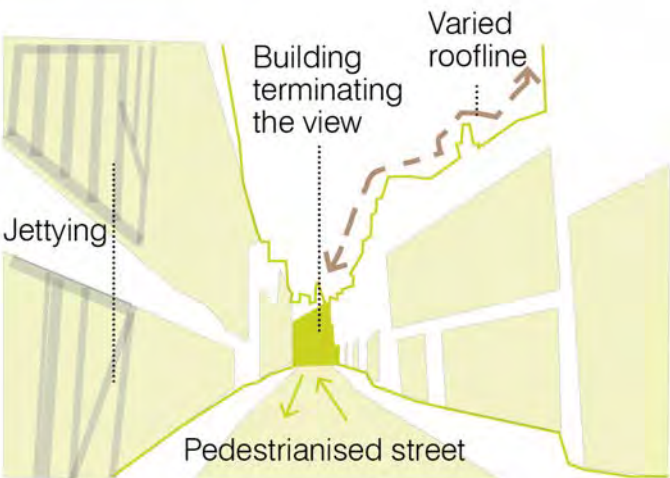 Varied
roofline
Building
terminating
the view
Jettying
Pedestrianised street